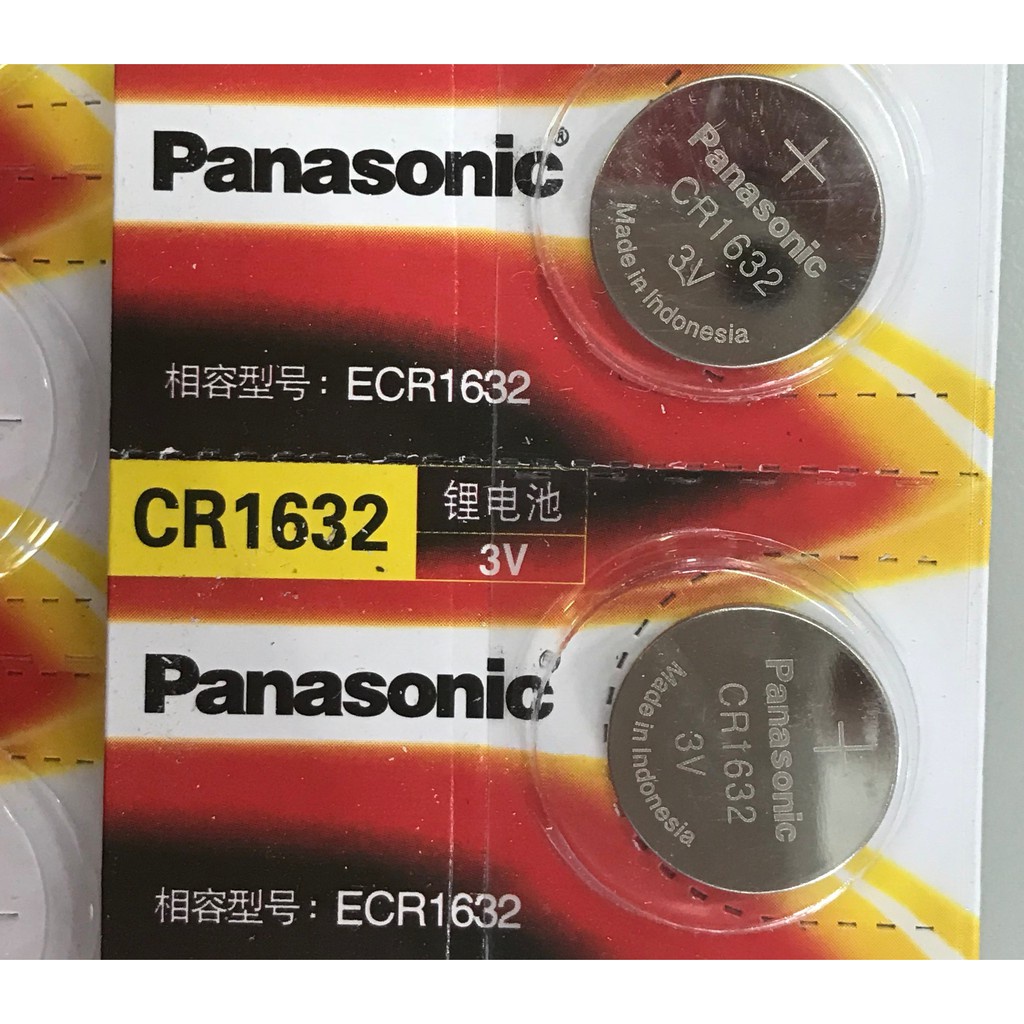 Panasonic®
相容型号: ECR1632
+
Panasonic
CR1632
3V
Made in Indonesia
CR1632
锂电池
3V
Panasonic®
相容型号: ECR1632
+
Panasonic
CR1632
3V
Made in Indonesia